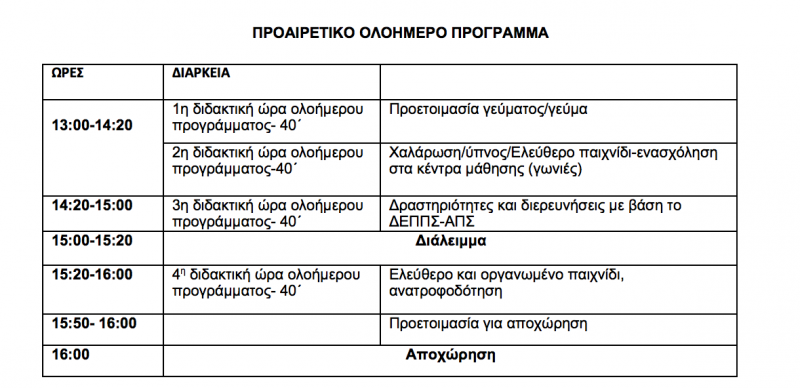 ΠΡΟΑΙΡΕΤΙΚΟ ΟΛΟΗΜΕΡΟ ΠΡΟΓΡΑΜΜΑ
ΩΡΕΣ ΔΙΑΡΚΕΙΑ
13:00-14:20
1η διδακτική ώρα ολοήμερου
προγράμματος- 40΄
Προετοιμασία γεύματος/γεύμα
2η διδακτική ώρα ολοήμερου
προγράμματος-40΄
Χαλάρωση/ύπνος/Ελεύθερο παιχνίδι-ενασχόληση
στα κέντρα μάθησης (γωνιές)
14:20-15:00
3η διδακτική ώρα ολοήμερου
προγράμματος- 40΄
Δραστηριότητες και διερευνήσεις με βάση το
ΔΕΠΠΣ-ΑΠΣ
15:00-15:20 Διάλειμμα
15:20-16:00
4η διδακτική ώρα ολοήμερου
προγράμματος- 40΄
Ελεύθερο και οργανωμένο παιχνίδι,
ανατροφοδότηση
15:50- 16:00 Προετοιμασία για αποχώρηση
16:00 Αποχώρηση